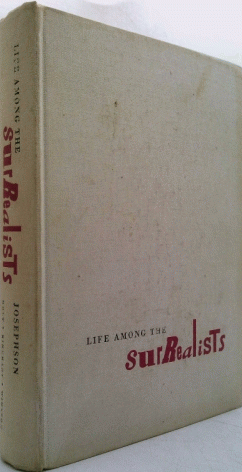 LIFE AMONG THE
surRealisTs
JOSEPHSON
LIFE AMONG THE
surRealisTs